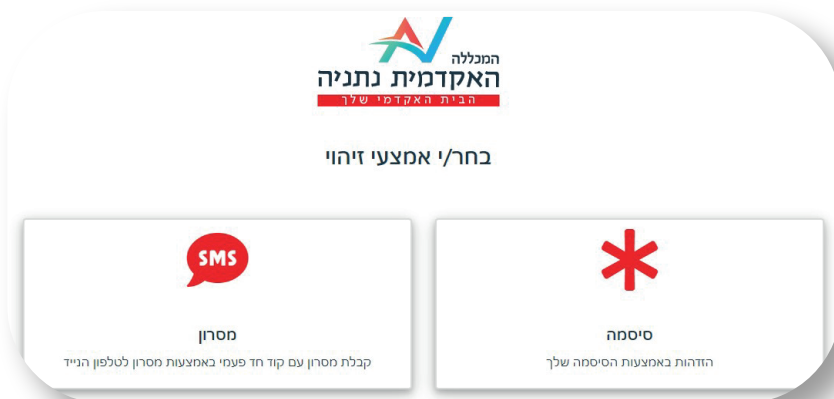 המכללה
האקדמית נתניה
הבית האקדמי שלך
בחר/י אמצעי זיהוי
סיסמה
הזדהות באמצעות הסיסמה שלך
SMS
מסרון
קבלת מסרון עם קוד חד פעמי באמצעות מסרון לטלפון הנייד